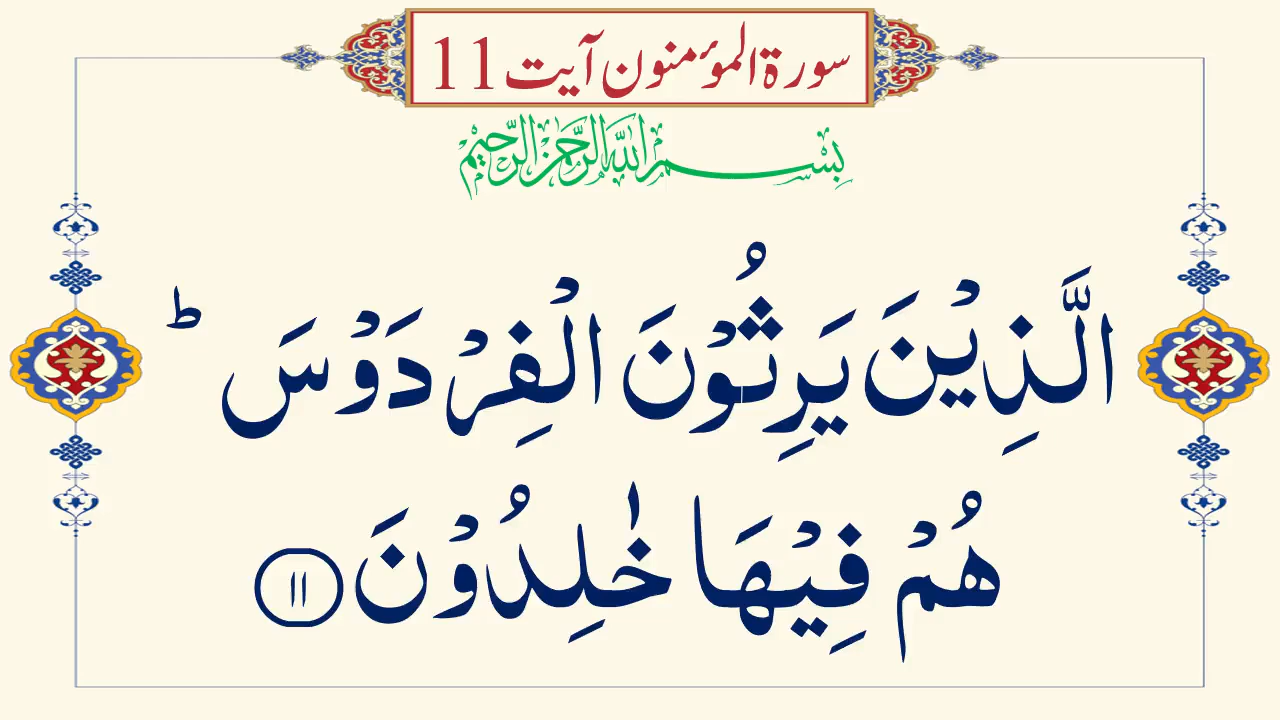 سورۃ المؤمنون آیت 11
بِسْمِ اللّٰهِ الرَّحْمٰنِ الرَّحِيْمِ
الَّذِيْنَ يَرِثُوْنَ الْفِرْدَوْسَ ؕ
هُمْ فِيْهَا خٰلِدُوْنَ ۝۱۱